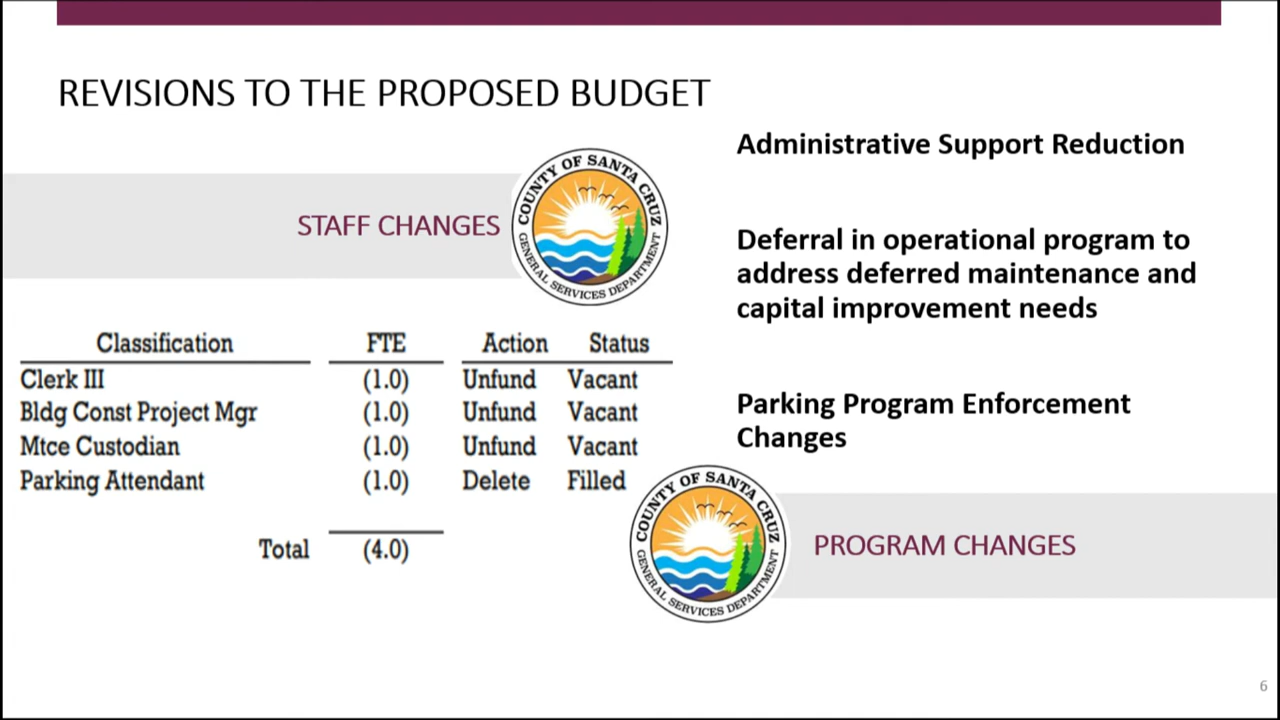 REVISIONS TO THE PROPOSED BUDGET
STAFF CHANGES
COUNTY OF SANTA CRUZ
GENERAL SERVICES DEPARTMENT
Classification FTE Action Status
Clerk III (1.0) Unfund Vacant
Bldg Const Project Mgr (1.0) Unfund Vacant
Mtce Custodian (1.0) Unfund Vacant
Parking Attendant (1.0) Delete Filled
Total (4.0)
Administrative Support Reduction
Deferral in operational program to
address deferred maintenance and
capital improvement needs
Parking Program Enforcement
Changes
COUNTY OF SANTA CRUZ
GENERAL SERVICES DEPARTMENT
PROGRAM CHANGES
6